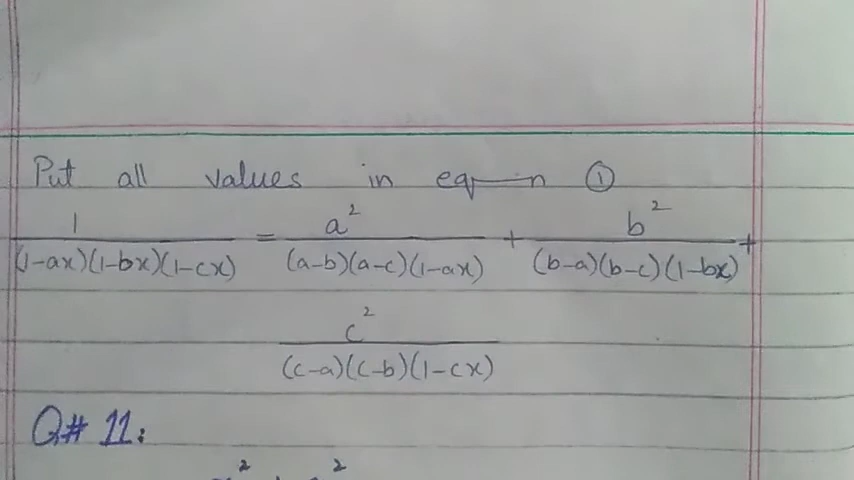 Put all values in eq—n ①
1/((1-ax)(1-bx)(1-cx)) = a²/((a-b)(a-c)(1-ax)) + b²/((b-a)(b-c)(1-bx)) +
c²/((c-a)(c-b)(1-cx))
Q# 11: